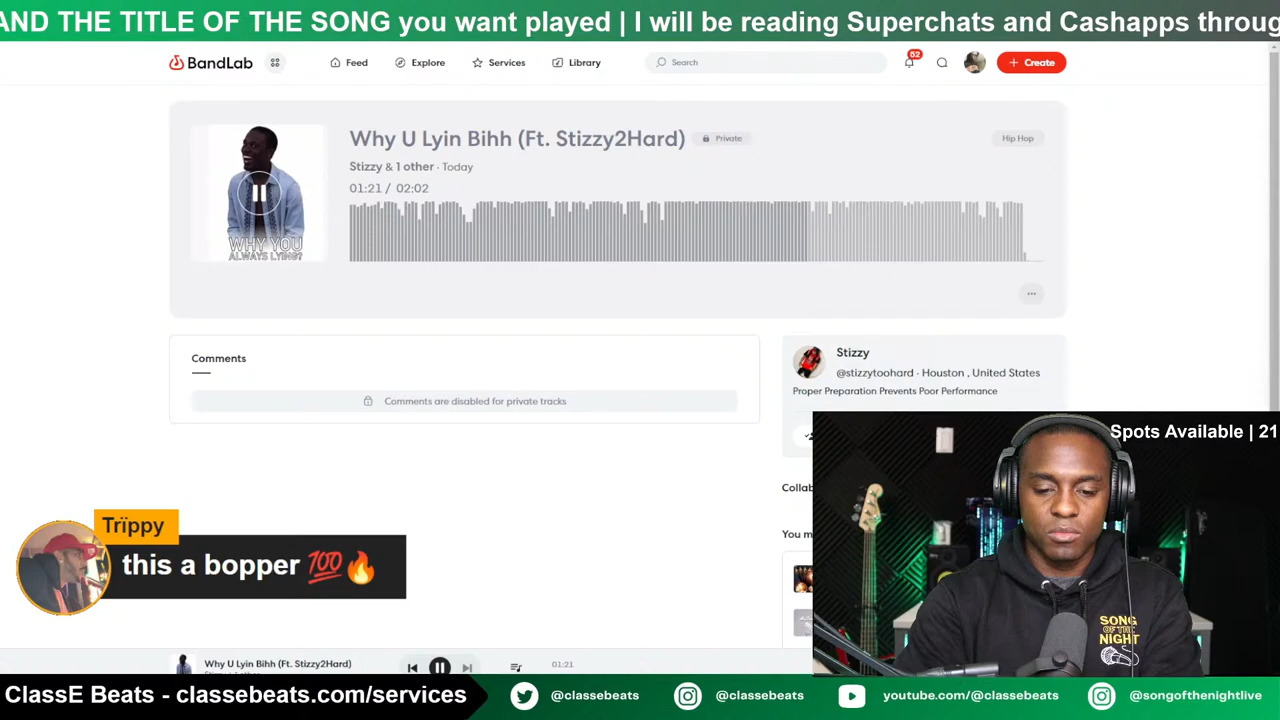 AND THE TITLE OF THE SONG you want played | I will be reading Superchats and Cashapps throug
BandLab
Feed
Explore
Services
Library
Search
52
+ Create
Why U Lyin Bihh (Ft. Stizzy2Hard)
Private
Hip Hop
Stizzy & 1 other · Today
01:21 / 02:02
WHY YOU
ALWAYS LYING?
...
Comments
Comments are disabled for private tracks
Stizzy
@stizzytoohard · Houston , United States
Proper Preparation Prevents Poor Performance
Spots Available | 21
Collab
You m
Trïppy
this a bopper 💯🔥
SONG
OF THE
NIGHT
Why U Lyin Bihh (Ft. Stizzy2Hard)
01:21
ClassE Beats - classebeats.com/services
@classebeats
@classebeats
youtube.com/@classebeats
@songofthenightlive